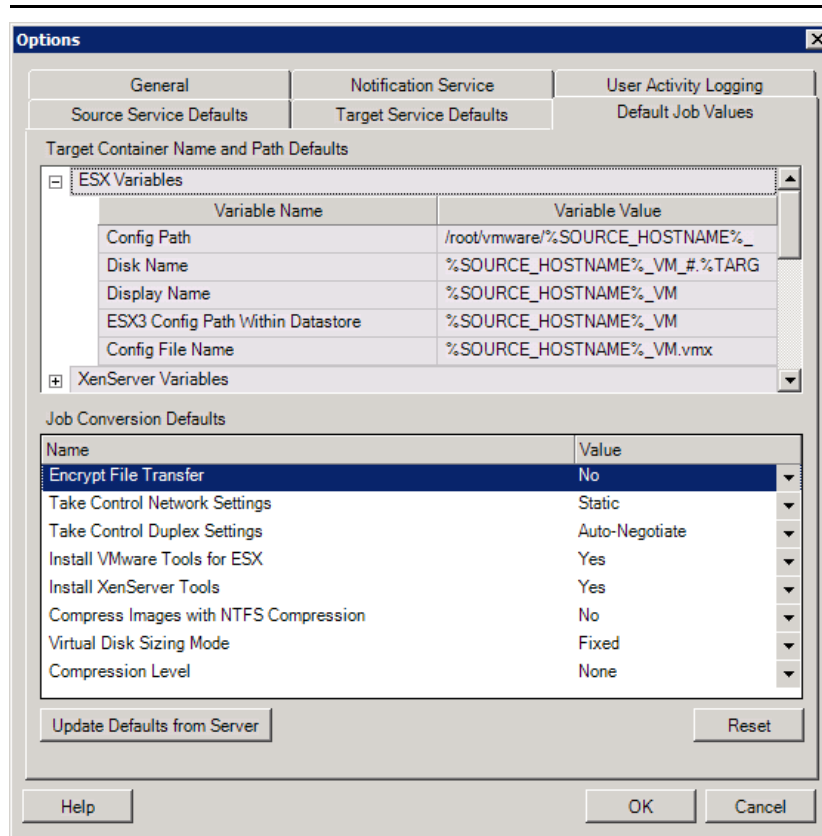 Options
General Notification Service User Activity Logging
Source Service Defaults Target Service Defaults Default Job Values
Target Container Name and Path Defaults
ESX Variables
Variable Name Variable Value
Config Path /root/vmware/%SOURCE_HOSTNAME%_
Disk Name %SOURCE_HOSTNAME%_VM_#.%TARG
Display Name %SOURCE_HOSTNAME%_VM
ESX3 Config Path Within Datastore %SOURCE_HOSTNAME%_VM
Config File Name %SOURCE_HOSTNAME%_VM.vmx
XenServer Variables
Job Conversion Defaults
Name Value
Encrypt File Transfer No
Take Control Network Settings Static
Take Control Duplex Settings Auto-Negotiate
Install VMware Tools for ESX Yes
Install XenServer Tools Yes
Compress Images with NTFS Compression No
Virtual Disk Sizing Mode Fixed
Compression Level None
Update Defaults from Server Reset
Help OK Cancel